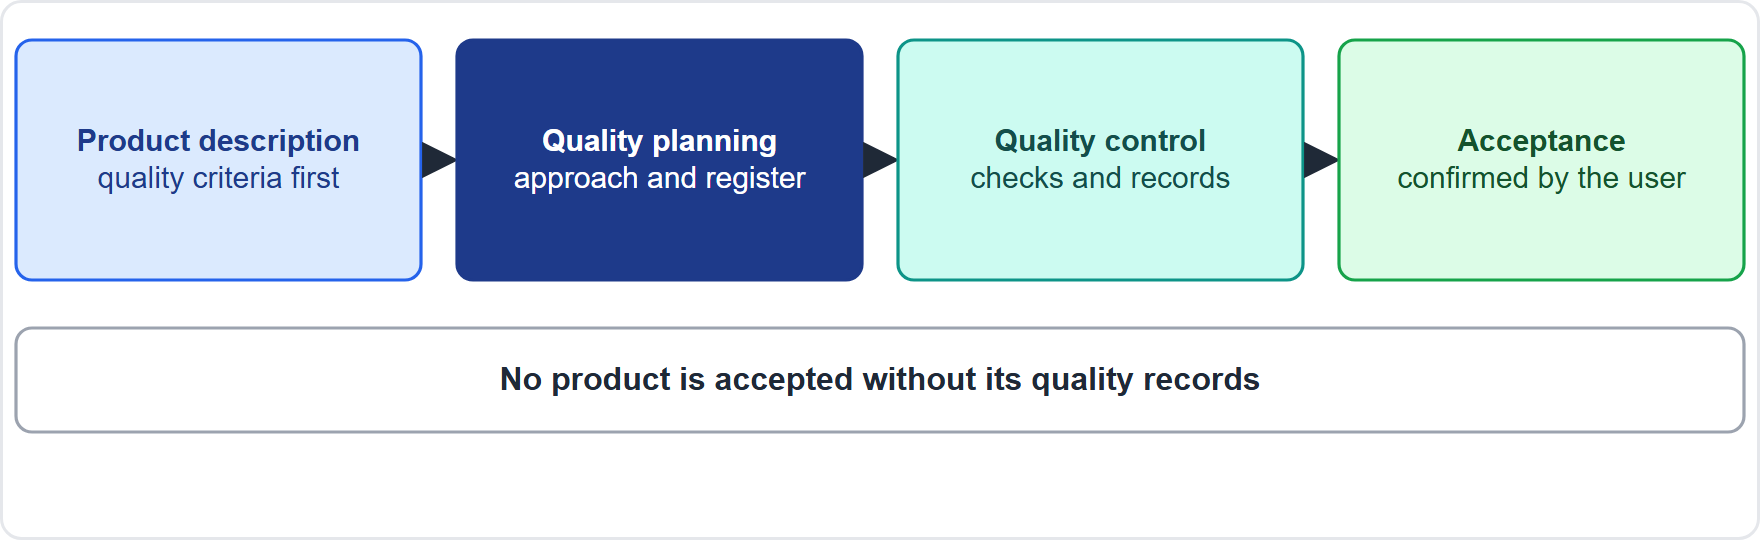 Product description
quality criteria first
Quality planning
approach and register
Quality control
checks and records
Acceptance
confirmed by the user
No product is accepted without its quality records